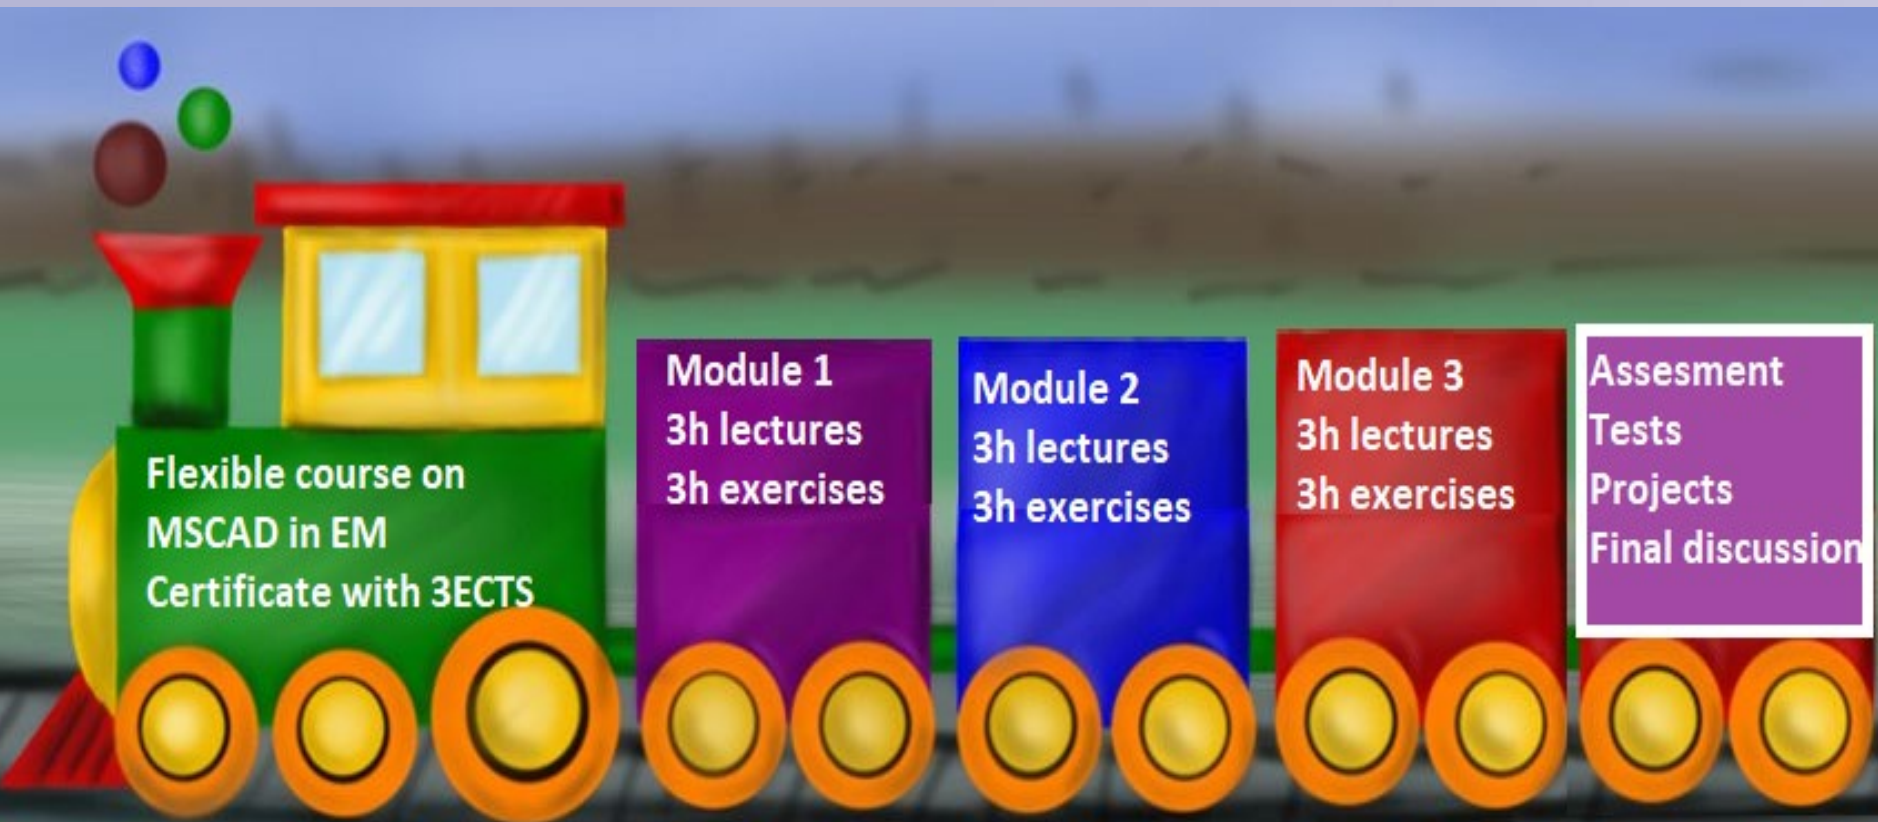 Flexible course on
MSCAD in EM
Certificate with 3ECTS
Module 1
3h lectures
3h exercises
Module 2
3h lectures
3h exercises
Module 3
3h lectures
3h exercises
Assesment
Tests
Projects
Final discussion